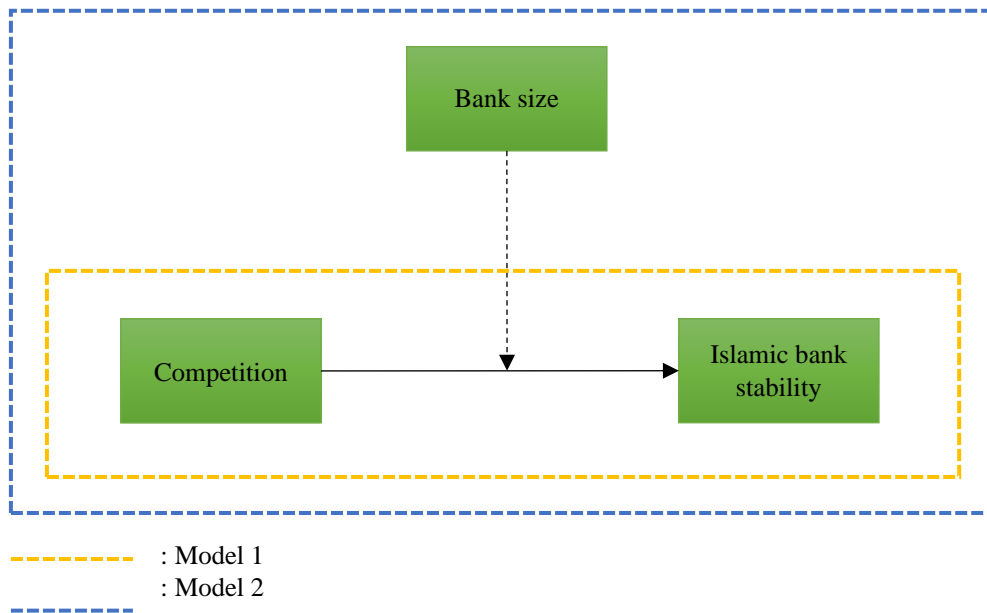 Bank size
Competition
Islamic bank
stability
: Model 1
: Model 2